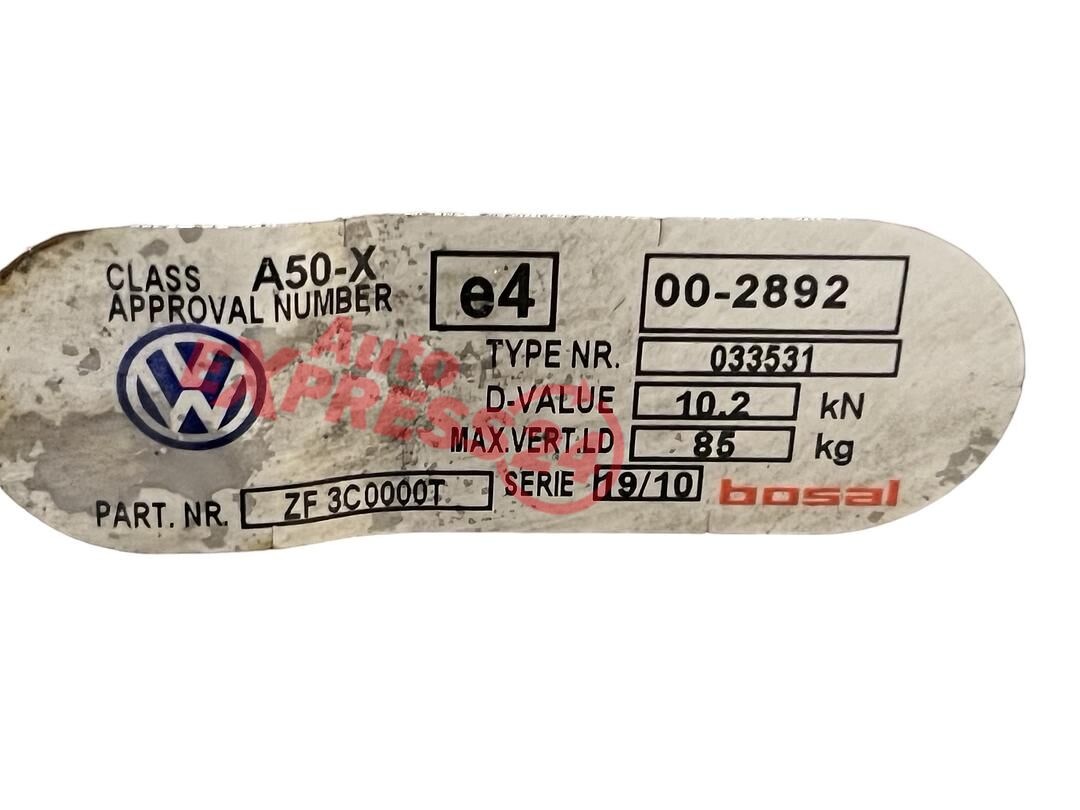 CLASS A50-X
APPROVAL NUMBER
e4
00-2892
TYPE NR. 033531
D-VALUE 10.2 kN
MAX.VERT.LD 85 kg
SERIE 19/10
bosal
PART. NR. ZF 3C0000T
Auto
EXPRESS24